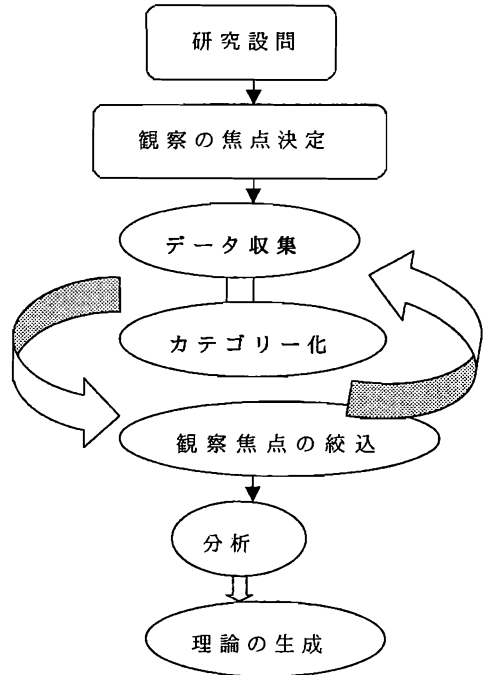 研究設問
観察の焦点決定
データ収集
カテゴリー化
観察焦点の絞込
分析
理論の生成